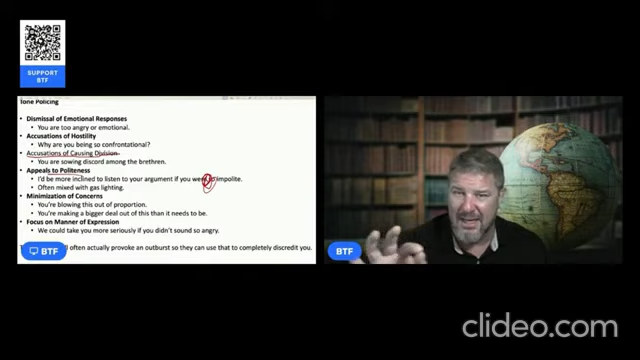 SUPPORT
BTF
Tone Policing
• Dismissal of Emotional Responses
• You are too angry or emotional.
• Accusations of Hostility
• Why are you being so confrontational?
• Accusations of Causing Division
• You are sowing discord among the brethren.
• Appeals to Politeness
• I'd be more inclined to listen to your argument if you were impolite.
• Often mixed with gas lighting.
• Minimization of Concerns
• You're blowing this out of proportion.
• You're making a bigger deal out of this than it needs to be.
• Focus on Manner of Expression
• We could take you more seriously if you didn't sound so angry.
often actually provoke an outburst so they can use that to completely discredit you.
BTF
BTF
clideo.com